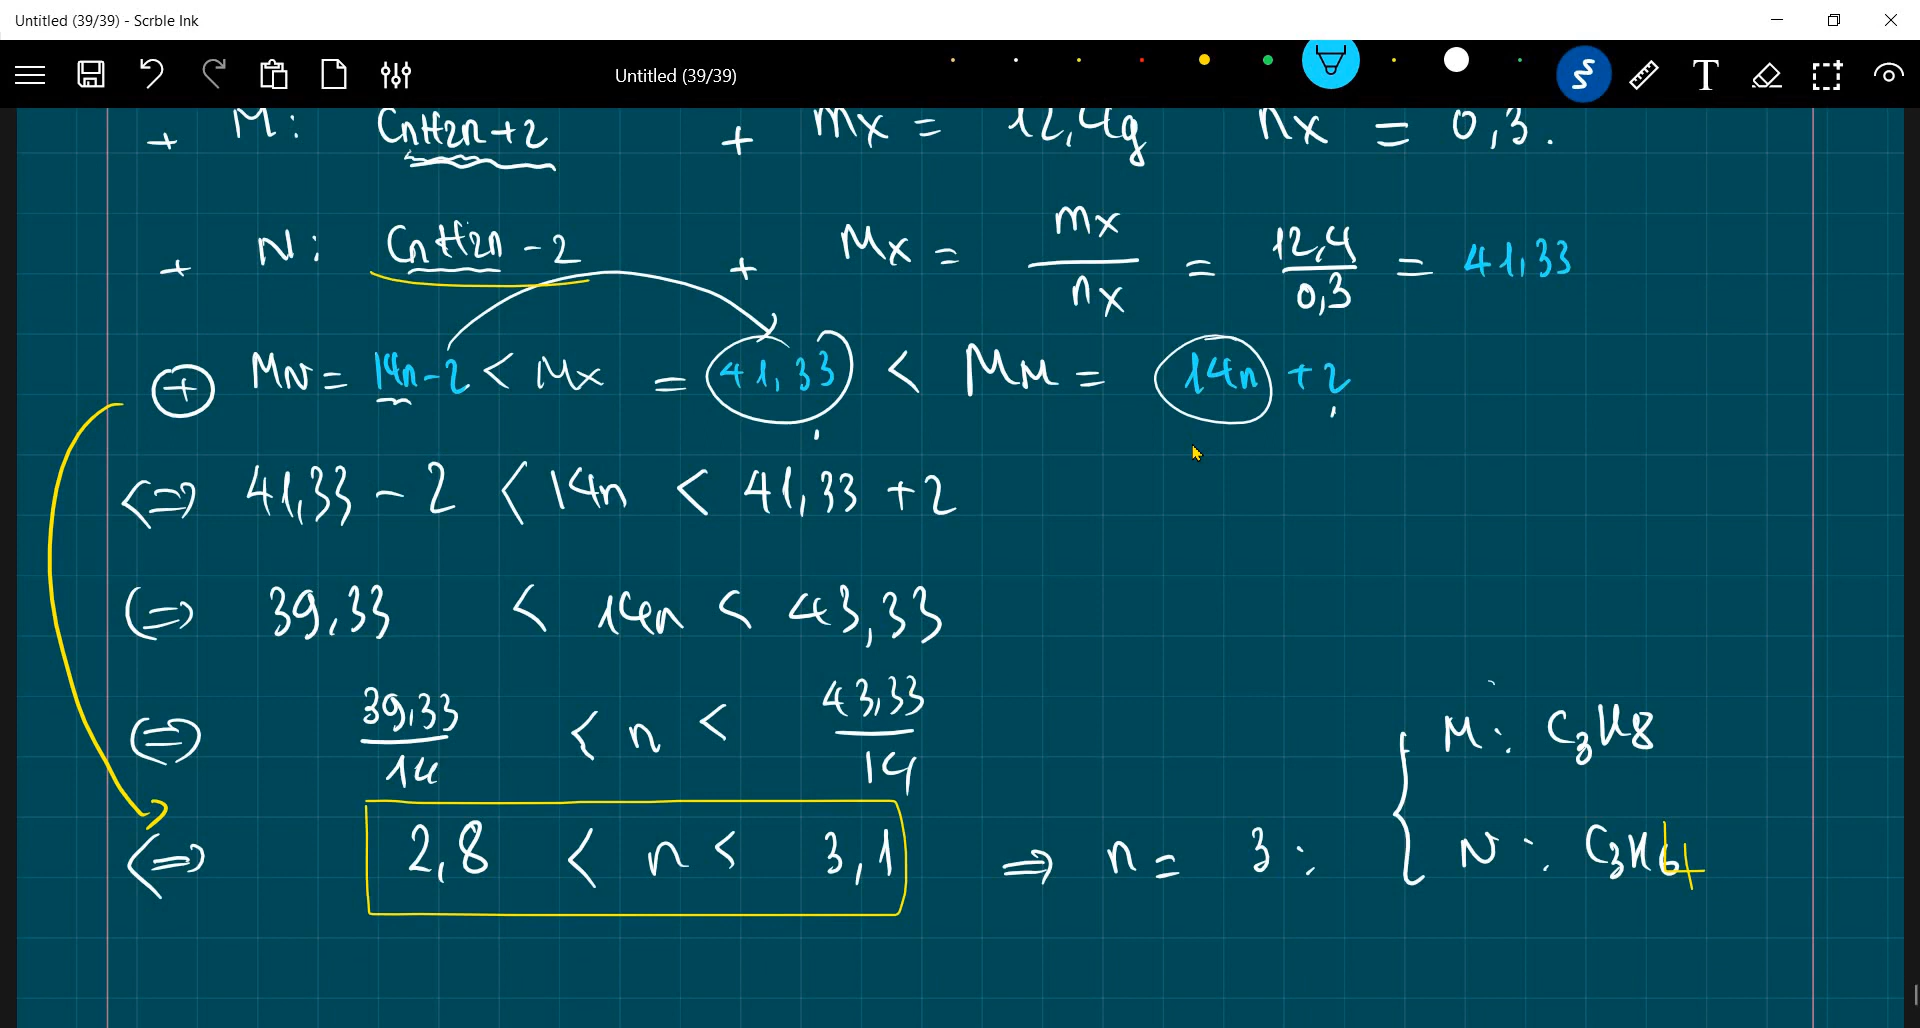 Untitled (39/39) - Scrble Ink
Untitled (39/39)
T
+ M: CnH2n+2 + mx = 12,4g nx = 0,3.
+ N: CnH2n-2 + Mx = mx/nx = 12,4/0,3 = 41,33
+ MN = 14n-2 < Mx = 41,33 < MM = 14n + 2
<=> 41,33 - 2 < 14n < 41,33 + 2
(=) 39,33 < 14n < 43,33
(=) 39,33/14 < n < 43,33/14
M: C3H8
<=> 2,8 < n < 3,1 => n = 3: N: C3H4